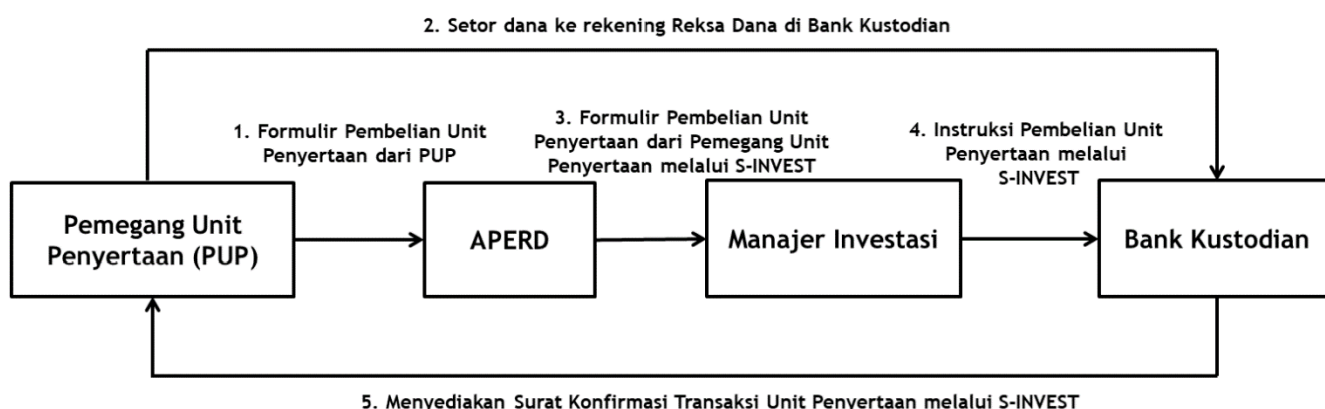 2. Setor dana ke rekening Reksa Dana di Bank Kustodian
1. Formulir Pembelian Unit
Penyertaan dari PUP
3. Formulir Pembelian Unit
Penyertaan dari Pemegang Unit
Penyertaan melalui S-INVEST
4. Instruksi Pembelian Unit
Penyertaan melalui
S-INVEST
Pemegang Unit
Penyertaan (PUP)
APERD
Manajer Investasi
Bank Kustodian
5. Menyediakan Surat Konfirmasi Transaksi Unit Penyertaan melalui S-INVEST